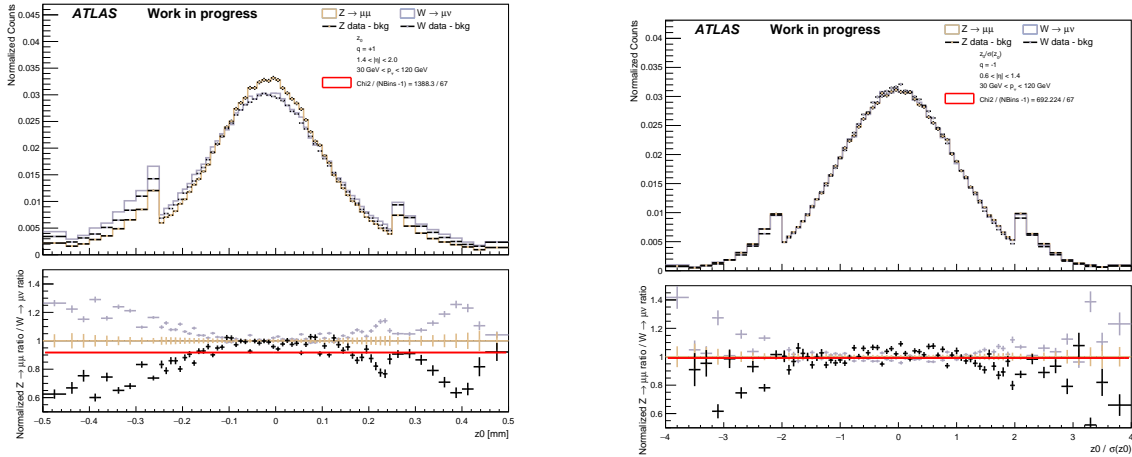 ATLAS Work in progress
Z → μμ W → μν
Z data - bkg W data - bkg
z0
q = +1
1.4 < |η| < 2.0
30 GeV < pT < 120 GeV
Chi2 / (NBins -1) = 1388.3 / 67
Normalized Counts
0.045
0.04
0.035
0.03
0.025
0.02
0.015
0.01
0.005
0
Normalized Z → μμ ratio / W → μν ratio
1.4
1.2
1
0.8
0.6
−0.5 −0.4 −0.3 −0.2 −0.1 0 0.1 0.2 0.3 0.4 0.5
z0 [mm]
ATLAS Work in progress
Z → μμ W → μν
Z data - bkg W data - bkg
z0/σ(z0)
q = -1
0.6 < |η| < 1.4
30 GeV < pT < 120 GeV
Chi2 / (NBins -1) = 692.224 / 67
Normalized Counts
0.04
0.035
0.03
0.025
0.02
0.015
0.01
0.005
0
Normalized Z → μμ ratio / W → μν ratio
1.4
1.2
1
0.8
0.6
−4 −3 −2 −1 0 1 2 3 4
z0 / σ(z0)